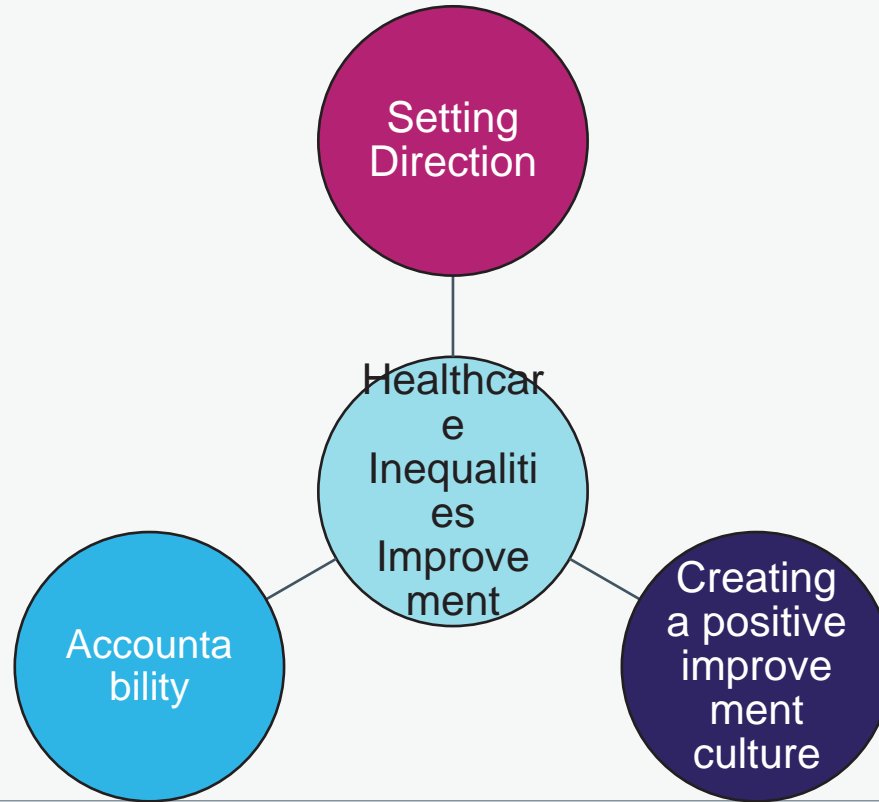 Setting
Direction
Healthcar
e
Inequaliti
es
Improve
ment
Accounta
bility
Creating
a positive
improve
ment
culture